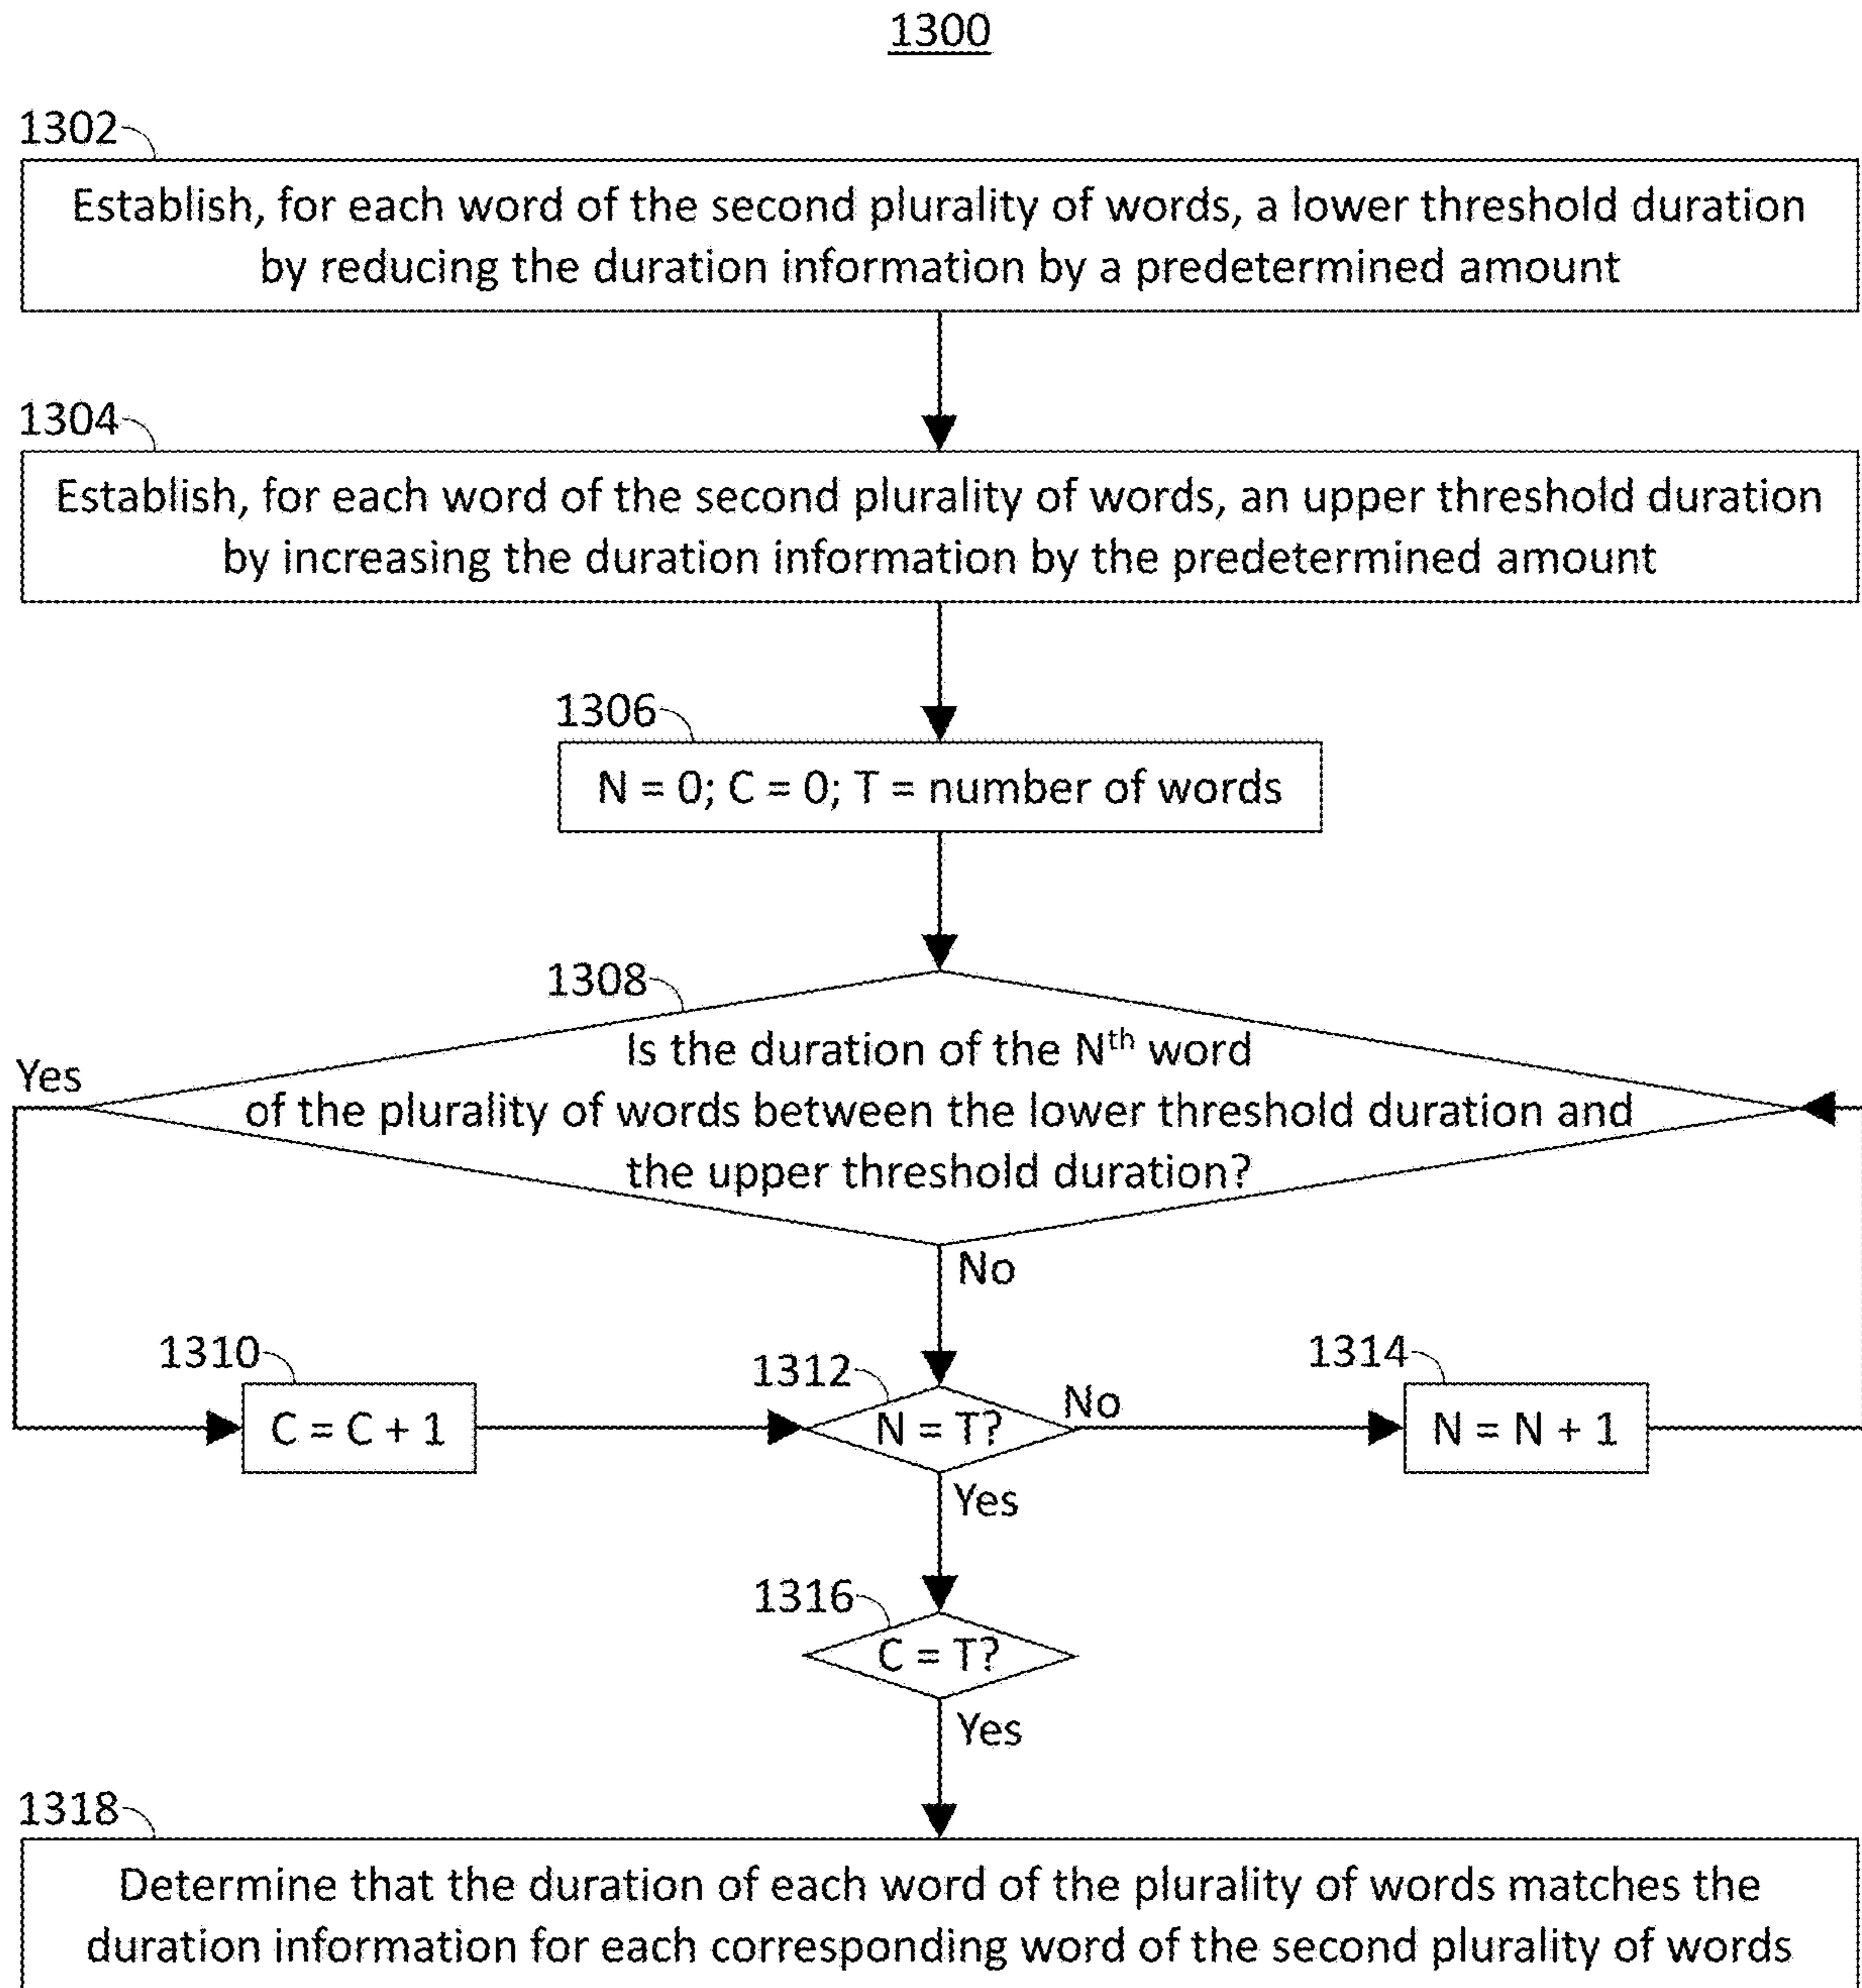 1300
1302
Establish, for each word of the second plurality of words, a lower threshold duration
by reducing the duration information by a predetermined amount
1304
Establish, for each word of the second plurality of words, an upper threshold duration
by increasing the duration information by the predetermined amount
1306
N = 0; C = 0; T = number of words
1308
Is the duration of the Nth word
Yes
of the plurality of words between the lower threshold duration and
the upper threshold duration?
No
1310
1312
1314
C = C + 1
N = T?
No
N = N + 1
Yes
1316
C = T?
Yes
1318
Determine that the duration of each word of the plurality of words matches the
duration information for each corresponding word of the second plurality of words